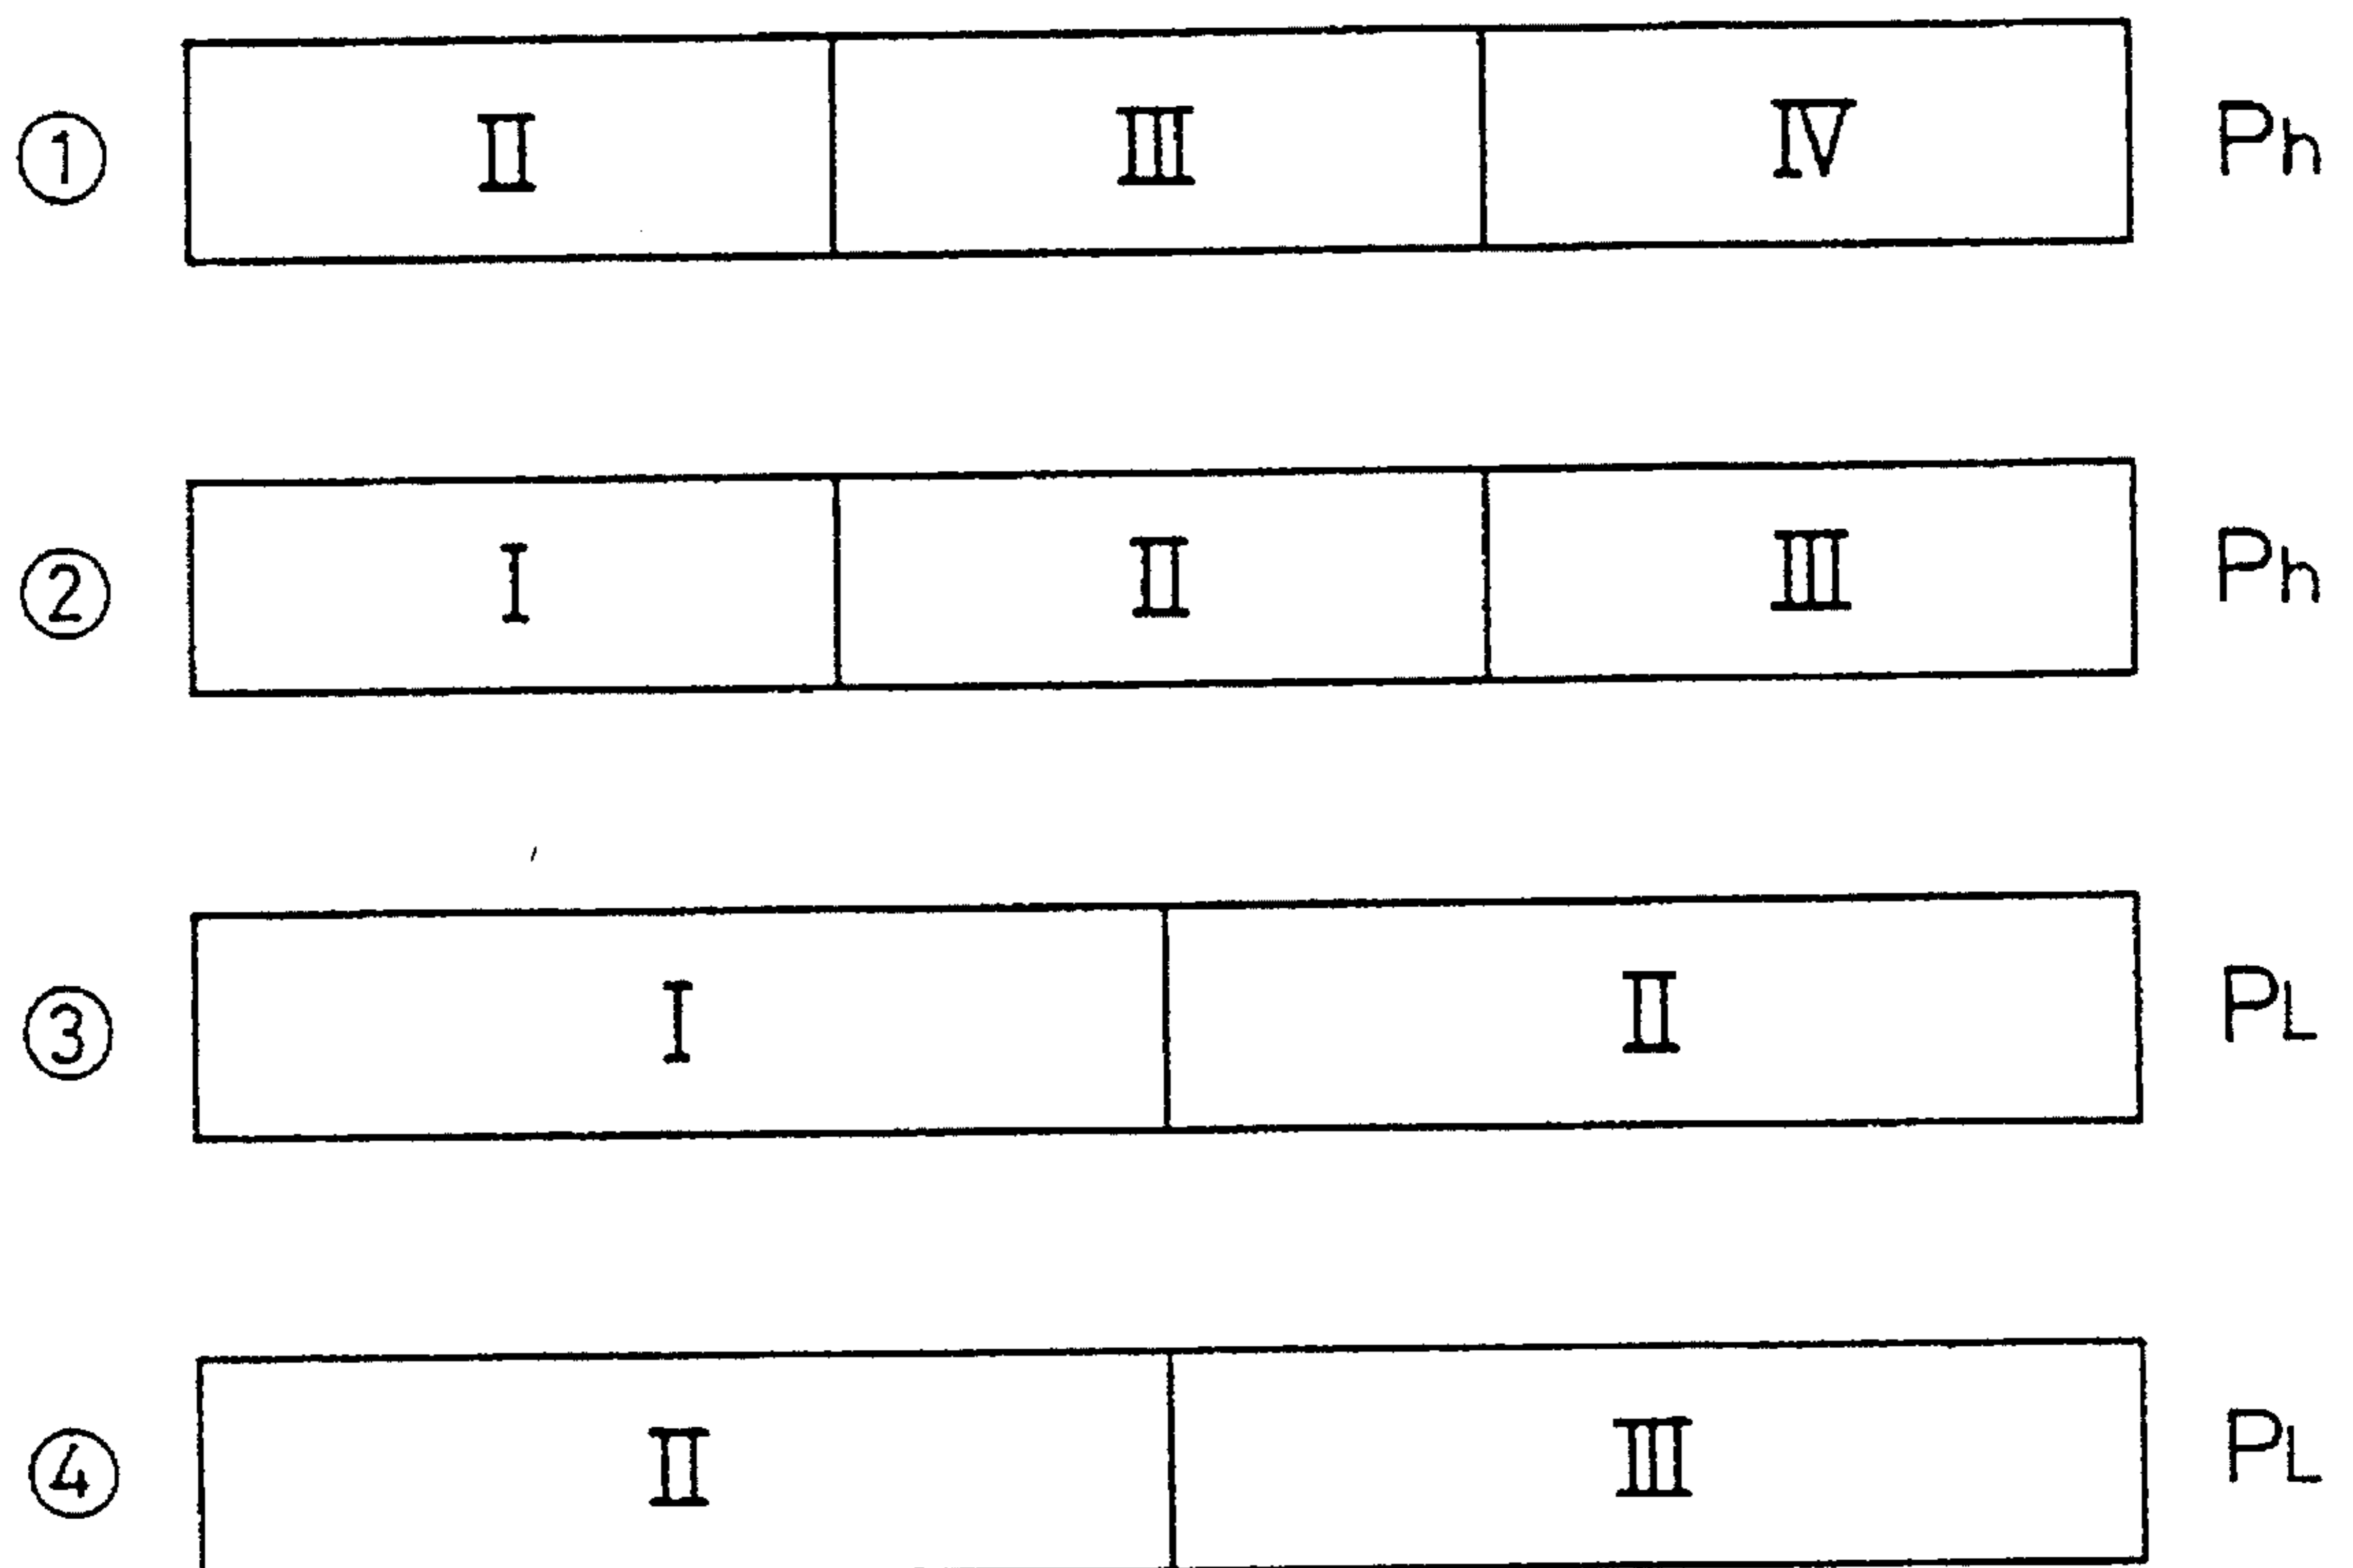 ① Ⅱ Ⅲ Ⅳ Ph
② Ⅰ Ⅱ Ⅲ Ph
③ Ⅰ Ⅱ PL
④ Ⅱ Ⅲ PL